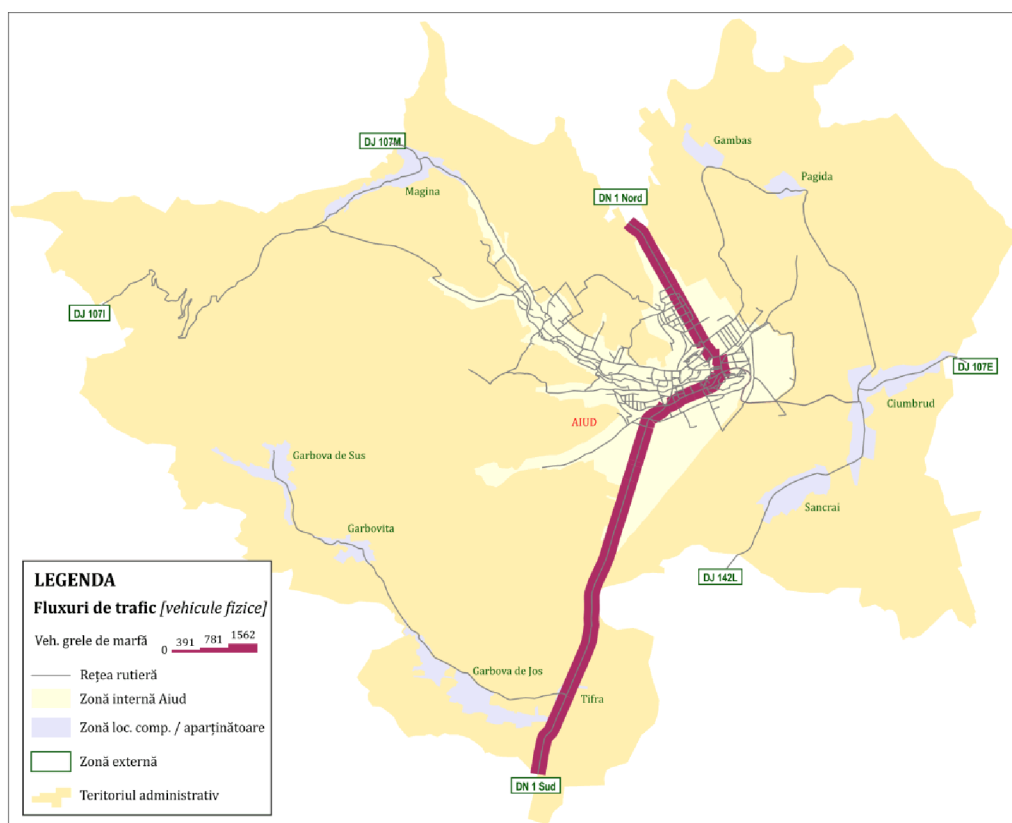 Gambas
DJ 107M
Pagida
Magina
DN 1 Nord
DJ 107I
DJ 107E
Ciumbrud
AIUD
Garbova de Sus
Sancrai
Garbovita
DJ 142L
Garbova de Jos
Tifra
DN 1 Sud
LEGENDA
Fluxuri de trafic [vehicule fizice]
Veh. grele de marfă 0 391 781 1562
Rețea rutieră
Zonă internă Aiud
Zonă loc. comp. / aparținătoare
Zonă externă
Teritoriul administrativ